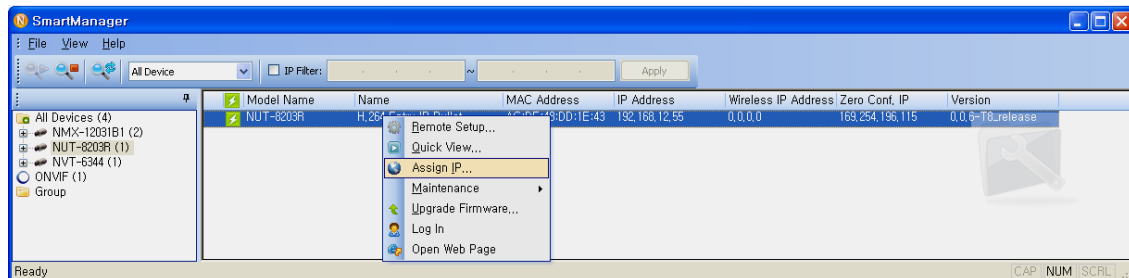 SmartManager
File View Help
All Device IP Filter: . . . ~ . . . Apply
Model Name Name MAC Address IP Address Wireless IP Address Zero Conf, IP Version
NUT-8203R H,264 192,168,12,55 0,0,0,0 169,254,196,115 0,0,6-T8_release
All Devices (4)
NMX-12031B1 (2)
NUT-8203R (1)
NVT-6344 (1)
ONVIF (1)
Group
Remote Setup...
Quick View...
Assign IP...
Maintenance
Upgrade Firmware...
Log In
Open Web Page
Ready CAP NUM SCRL